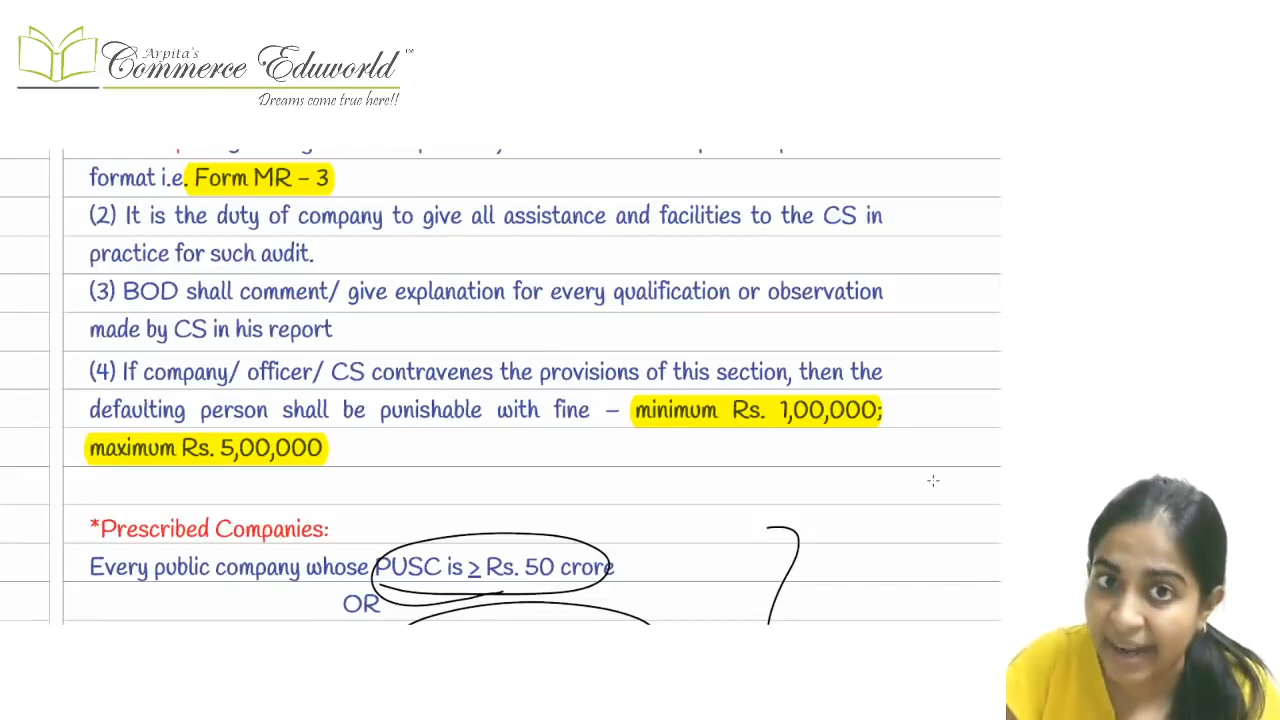 Arpita's
Commerce Eduworld™
Dreams come true here!!
format i.e. Form MR - 3
(2) It is the duty of company to give all assistance and facilities to the CS in
practice for such audit.
(3) BOD shall comment/ give explanation for every qualification or observation
made by CS in his report
(4) If company/ officer/ CS contravenes the provisions of this section, then the
defaulting person shall be punishable with fine – minimum Rs. 1,00,000;
maximum Rs. 5,00,000
*Prescribed Companies:
Every public company whose PUSC is ≥ Rs. 50 crore
OR